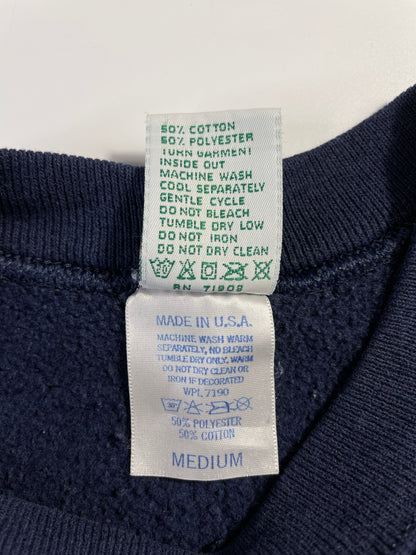 50% COTTON
50% POLYESTER
TURN GARMENT
INSIDE OUT
MACHINE WASH
COOL SEPARATELY
GENTLE CYCLE
DO NOT BLEACH
TUMBLE DRY LOW
DO NOT IRON
DO NOT DRY CLEAN
RN 71909
MADE IN U.S.A.
MACHINE WASH WARM
SEPARATELY, NO BLEACH
TUMBLE DRY ONLY, WARM
DO NOT DRY CLEAN OR
IRON IF DECORATED
WPL 7190
50% POLYESTER
50% COTTON
MEDIUM